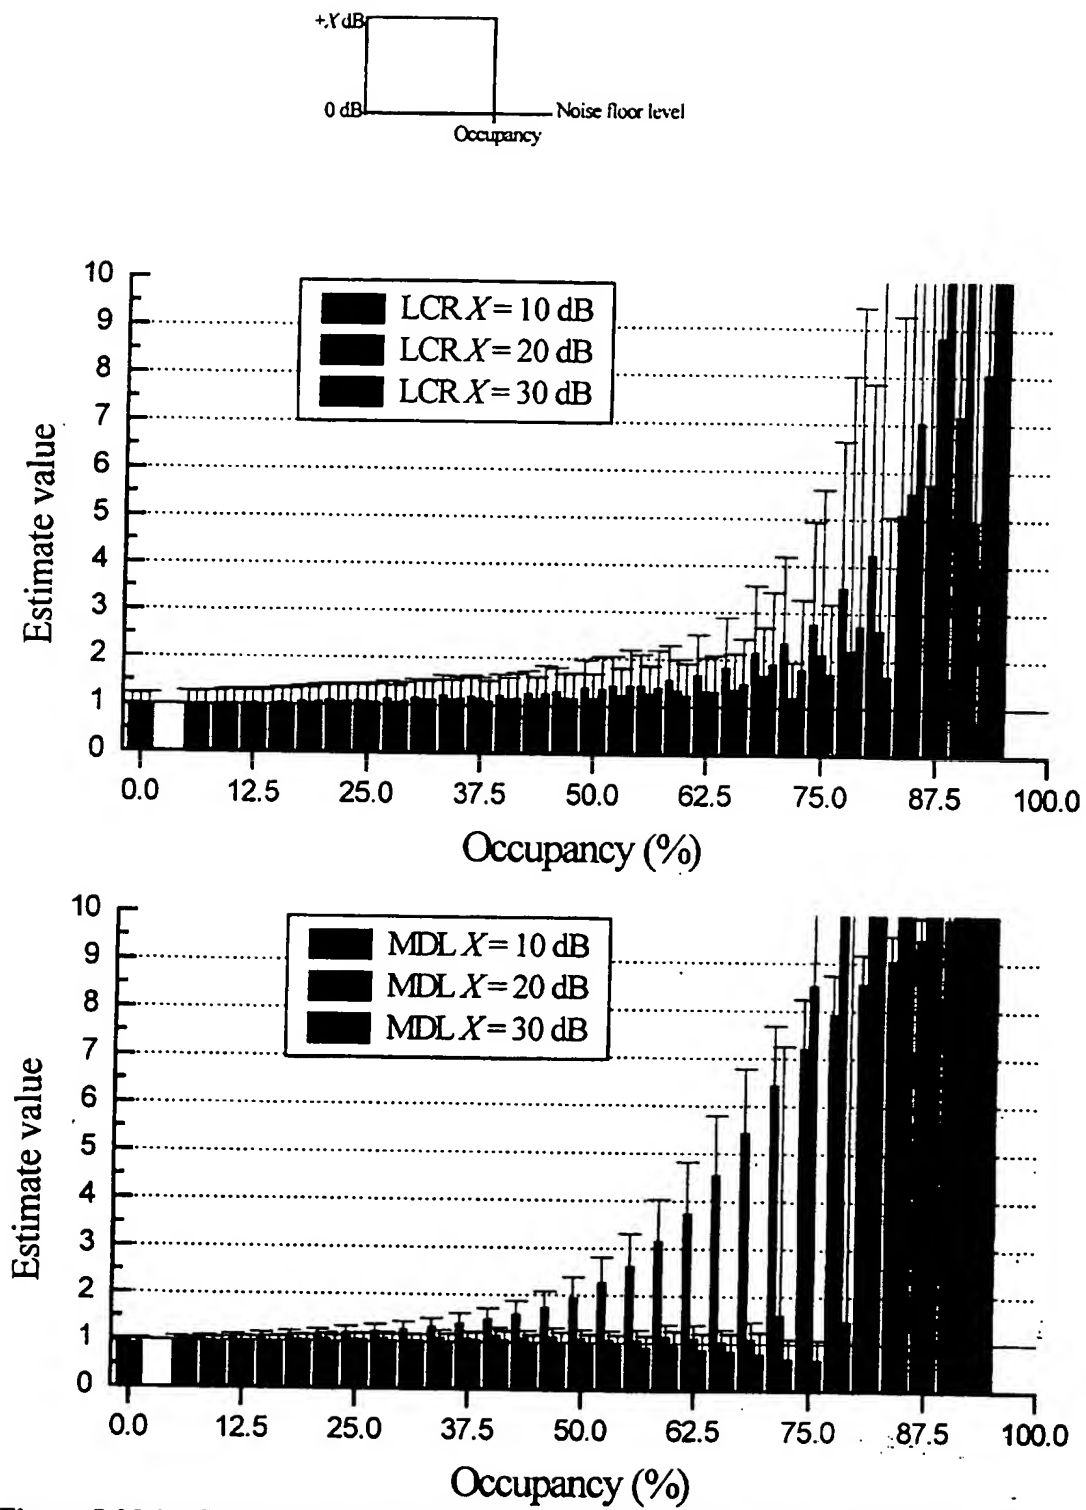 +X dB
0 dB
Noise floor level
Occupancy
10
9
8
7
6
5
4
3
2
1
0
Estimate value
LCR X = 10 dB
LCR X = 20 dB
LCR X = 30 dB
0.0 12.5 25.0 37.5 50.0 62.5 75.0 87.5 100.0
Occupancy (%)
10
9
8
7
6
5
4
3
2
1
0
Estimate value
MDL X = 10 dB
MDL X = 20 dB
MDL X = 30 dB
0.0 12.5 25.0 37.5 50.0 62.5 75.0 87.5 100.0
Occupancy (%)